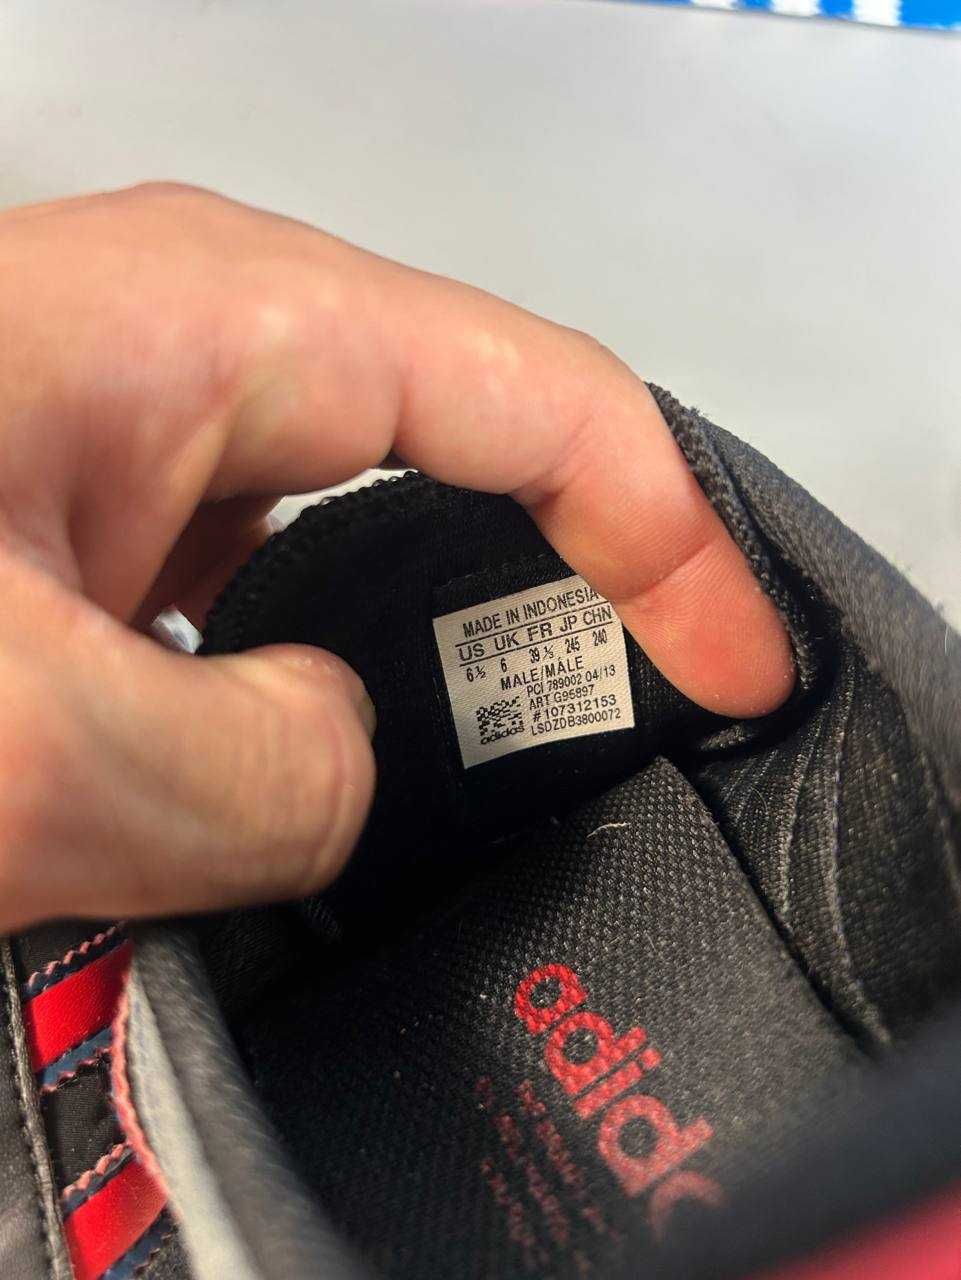 MADE IN INDONESIA
US UK FR JP CHN
6½ 6 39⅓ 245 240
MALE/MÂLE
PCI 789002 04/13
ART G95897
#107312153
LSDZDB3800072
adidas
adidas